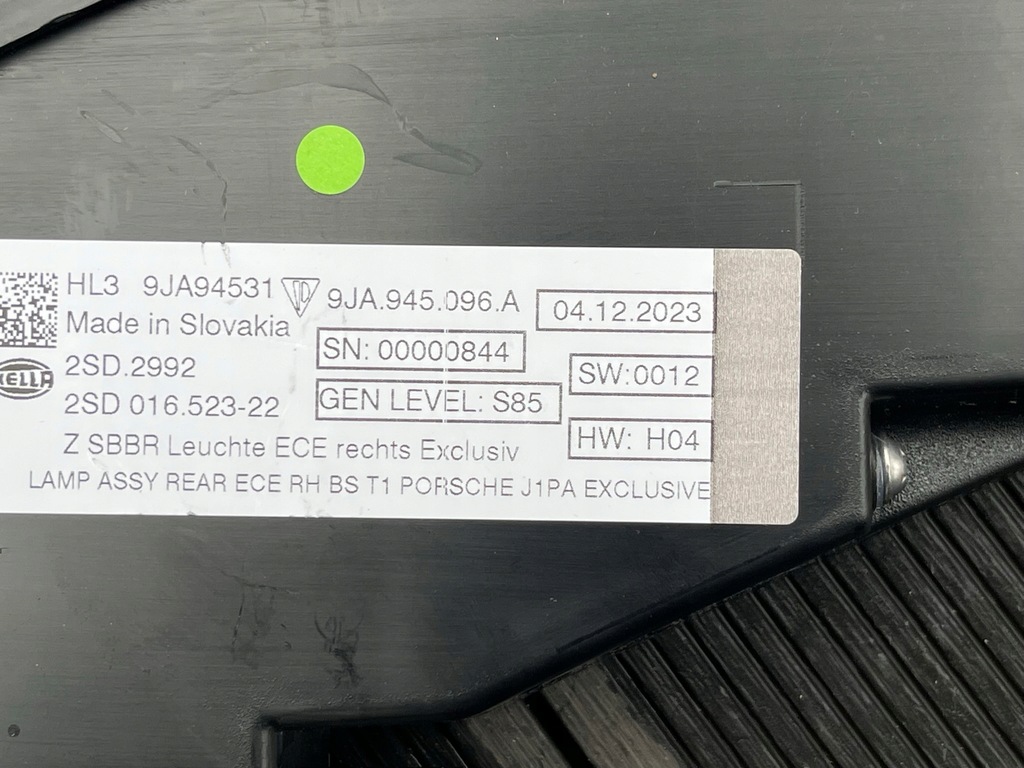 HL3 9JA94531 9JA.945.096.A 04.12.2023
Made in Slovakia
SN: 00000844
HELLA 2SD.2992 SW:0012
2SD 016.523-22 GEN LEVEL: S85
HW: H04
Z SBBR Leuchte ECE rechts Exclusiv
LAMP ASSY REAR ECE RH BS T1 PORSCHE J1PA EXCLUSIVE